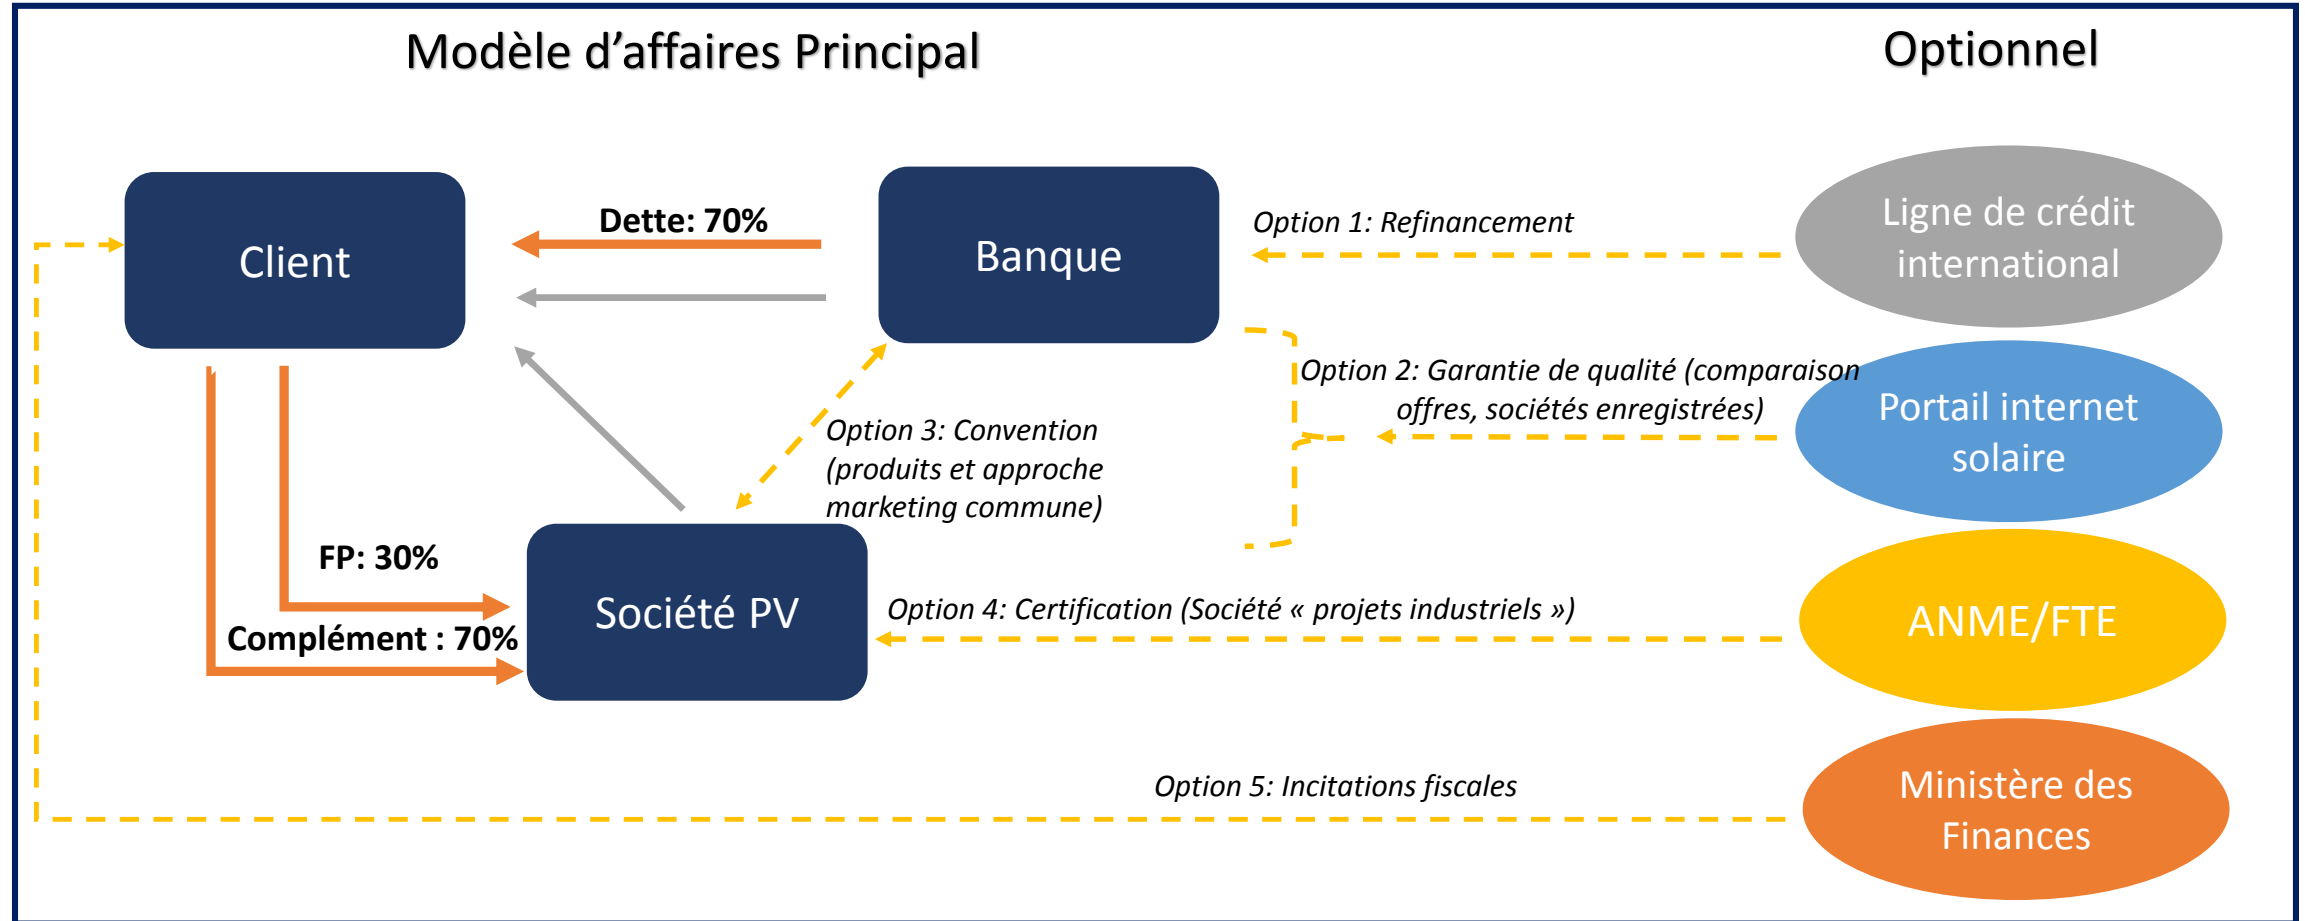 Modèle d'affaires Principal
Optionnel
Client
Dette: 70%
Banque
Option 1: Refinancement
Ligne de crédit
international
Option 2: Garantie de qualité (comparaison
offres, sociétés enregistrées)
Portail internet
solaire
Option 3: Convention
(produits et approche
marketing commune)
FP: 30%
Complément : 70%
Société PV
Option 4: Certification (Société « projets industriels »)
ANME/FTE
Option 5: Incitations fiscales
Ministère des
Finances